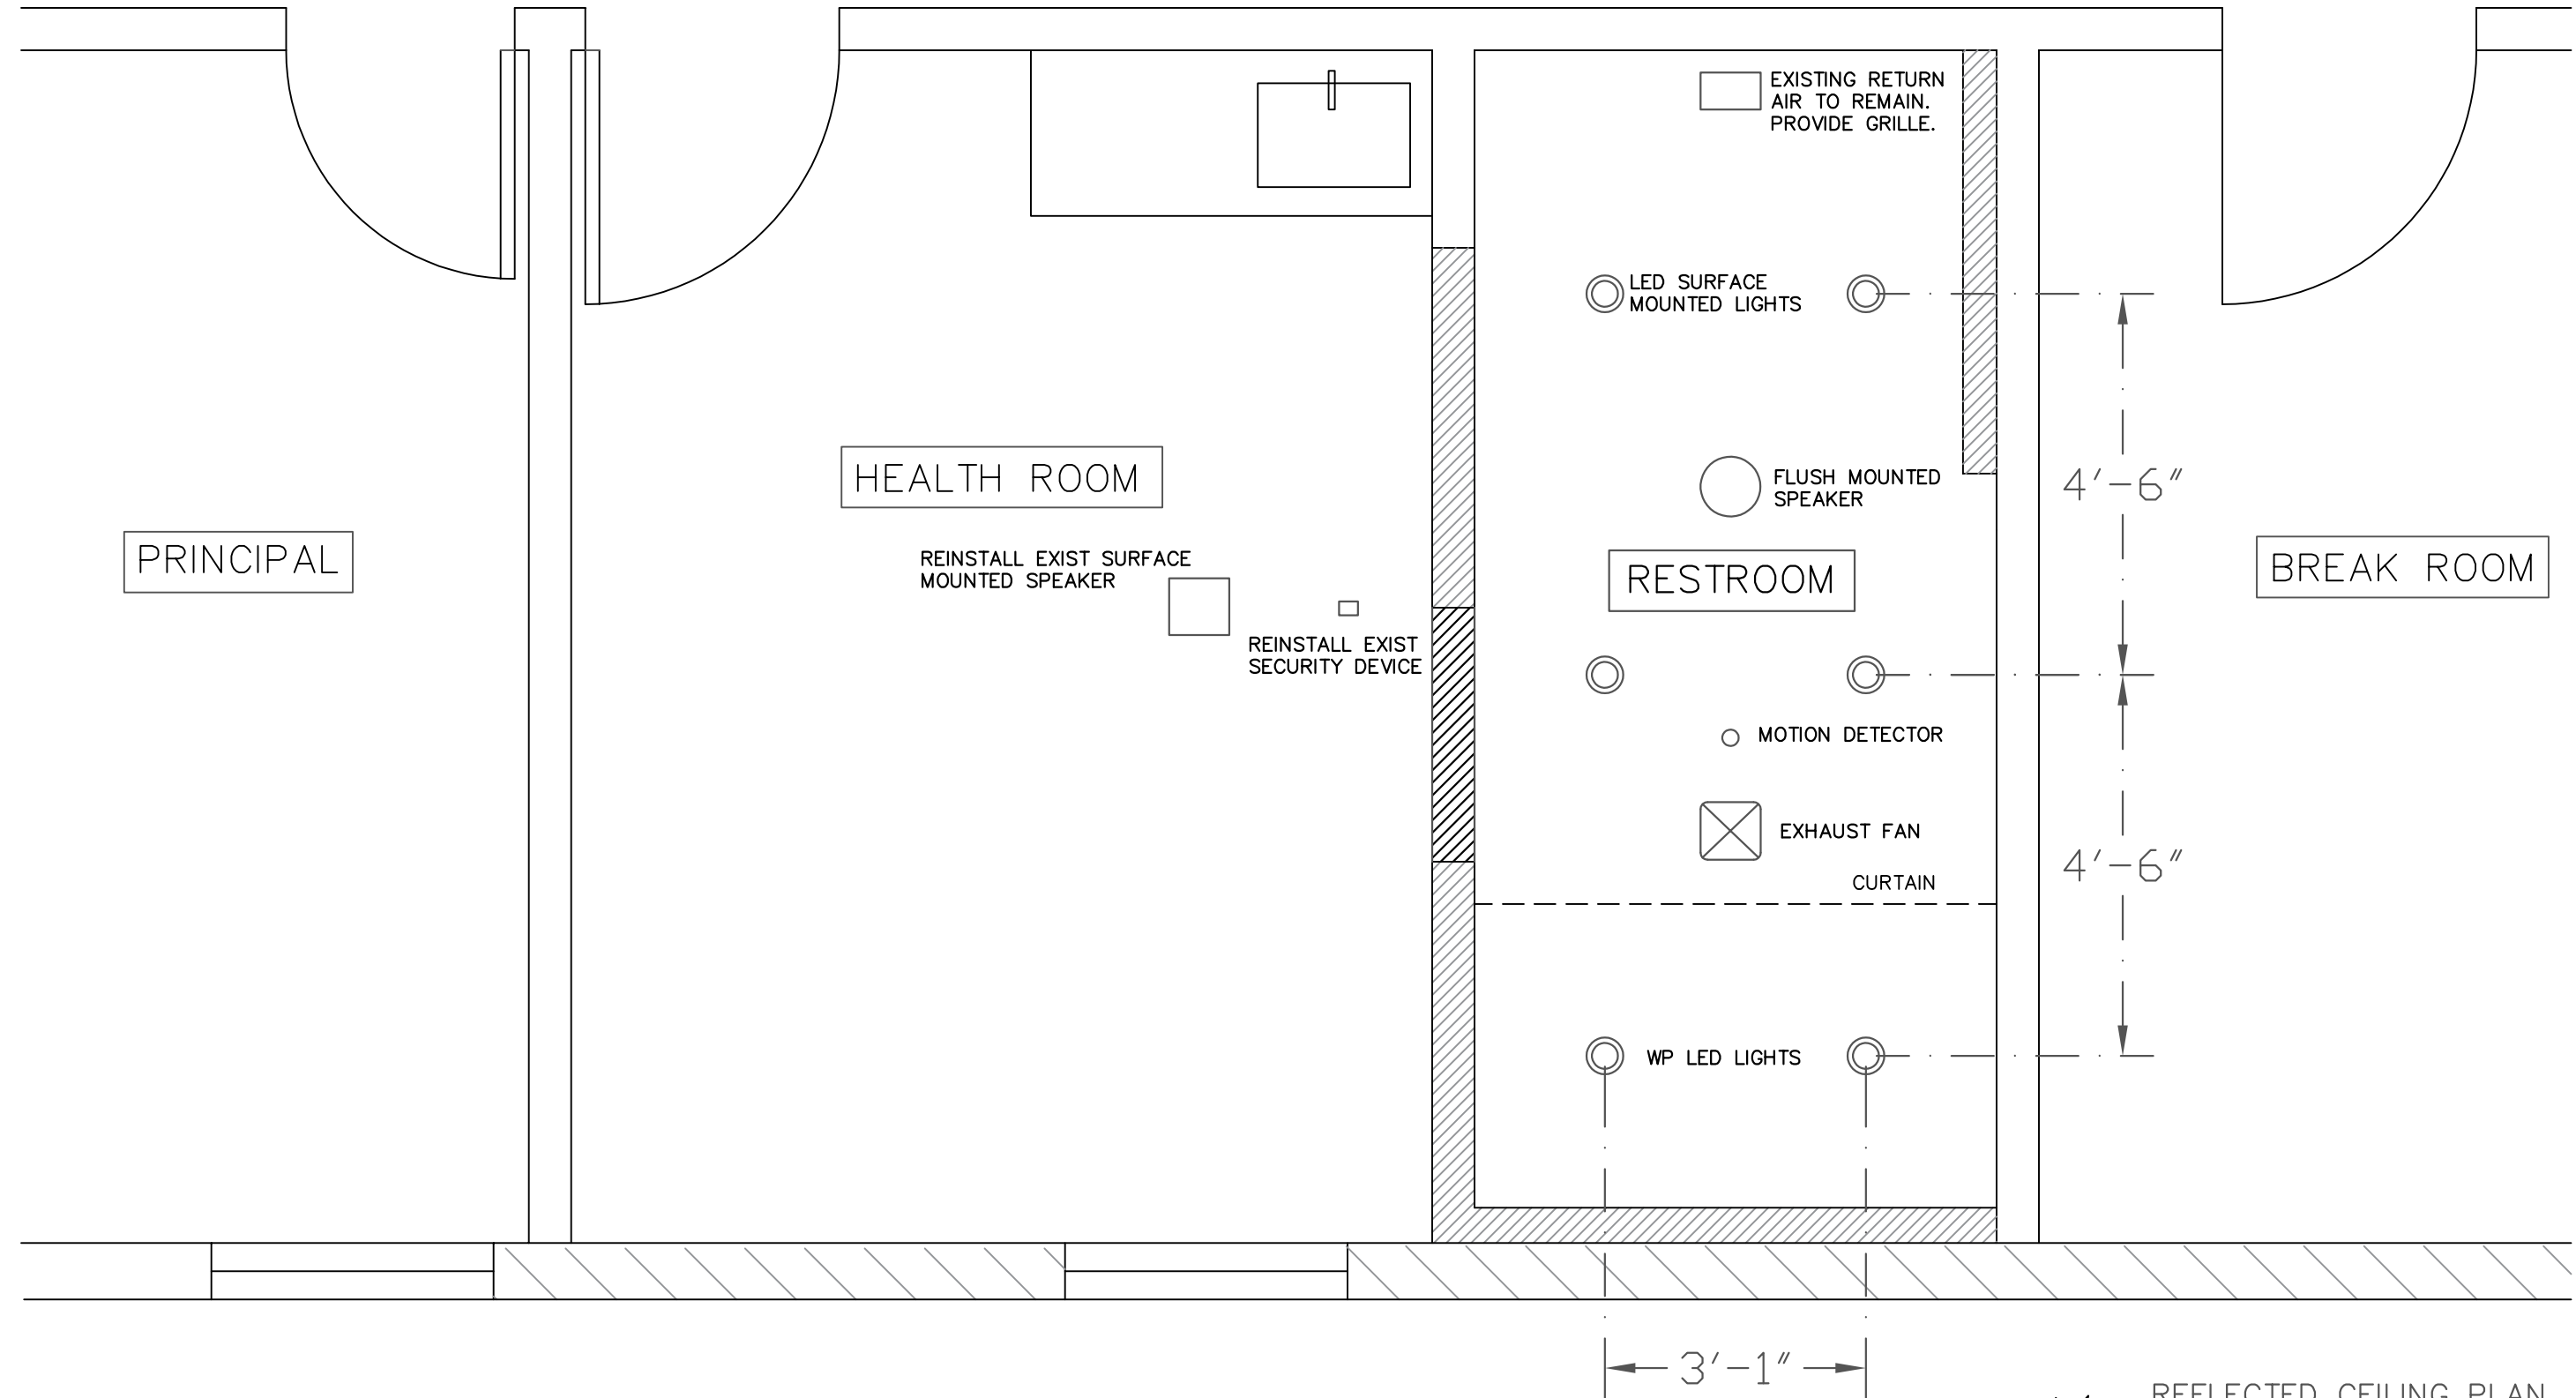 EXISTING RETURN
AIR TO REMAIN.
PROVIDE GRILLE.
LED SURFACE
MOUNTED LIGHTS
HEALTH ROOM
FLUSH MOUNTED
SPEAKER
4'-6"
PRINCIPAL
REINSTALL EXIST SURFACE
MOUNTED SPEAKER
RESTROOM
BREAK ROOM
REINSTALL EXIST
SECURITY DEVICE
MOTION DETECTOR
EXHAUST FAN
4'-6"
CURTAIN
WP LED LIGHTS
3'-1"
REFLECTED CEILING PLAN